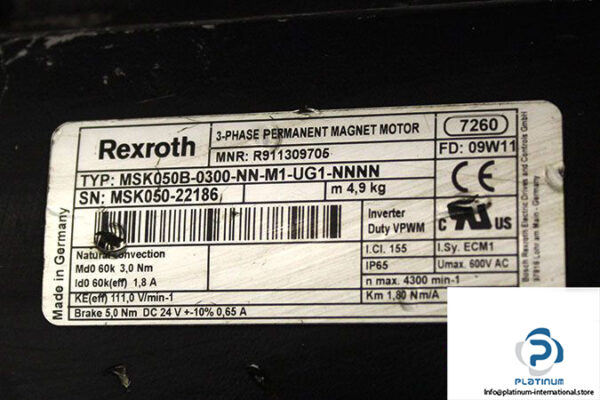 Rexroth
3-PHASE PERMANENT MAGNET MOTOR
7260
MNR: R911309705
FD: 09W11
TYP: MSK050B-0300-NN-M1-UG1-NNNN
SN: MSK050-22186
m 4,9 kg
CE
Inverter
Duty VPWM
C UR US
Natural convection
Md0 60k 3,0 Nm
Id0 60k(eff) 1,8 A
I.Cl. 155
I.Sy. ECM1
IP65
Umax. 600V AC
n max. 4300 min-1
KE(eff) 111,0 V/min-1
Km 1,80 Nm/A
Brake 5,0 Nm DC 24 V +-10% 0,65 A
Made in Germany
Bosch Rexroth Electric Drives and Controls GmbH
97816 Lohr am Main - Germany
PLATINUM
INTERNATIONAL
Info@platinum-international.store